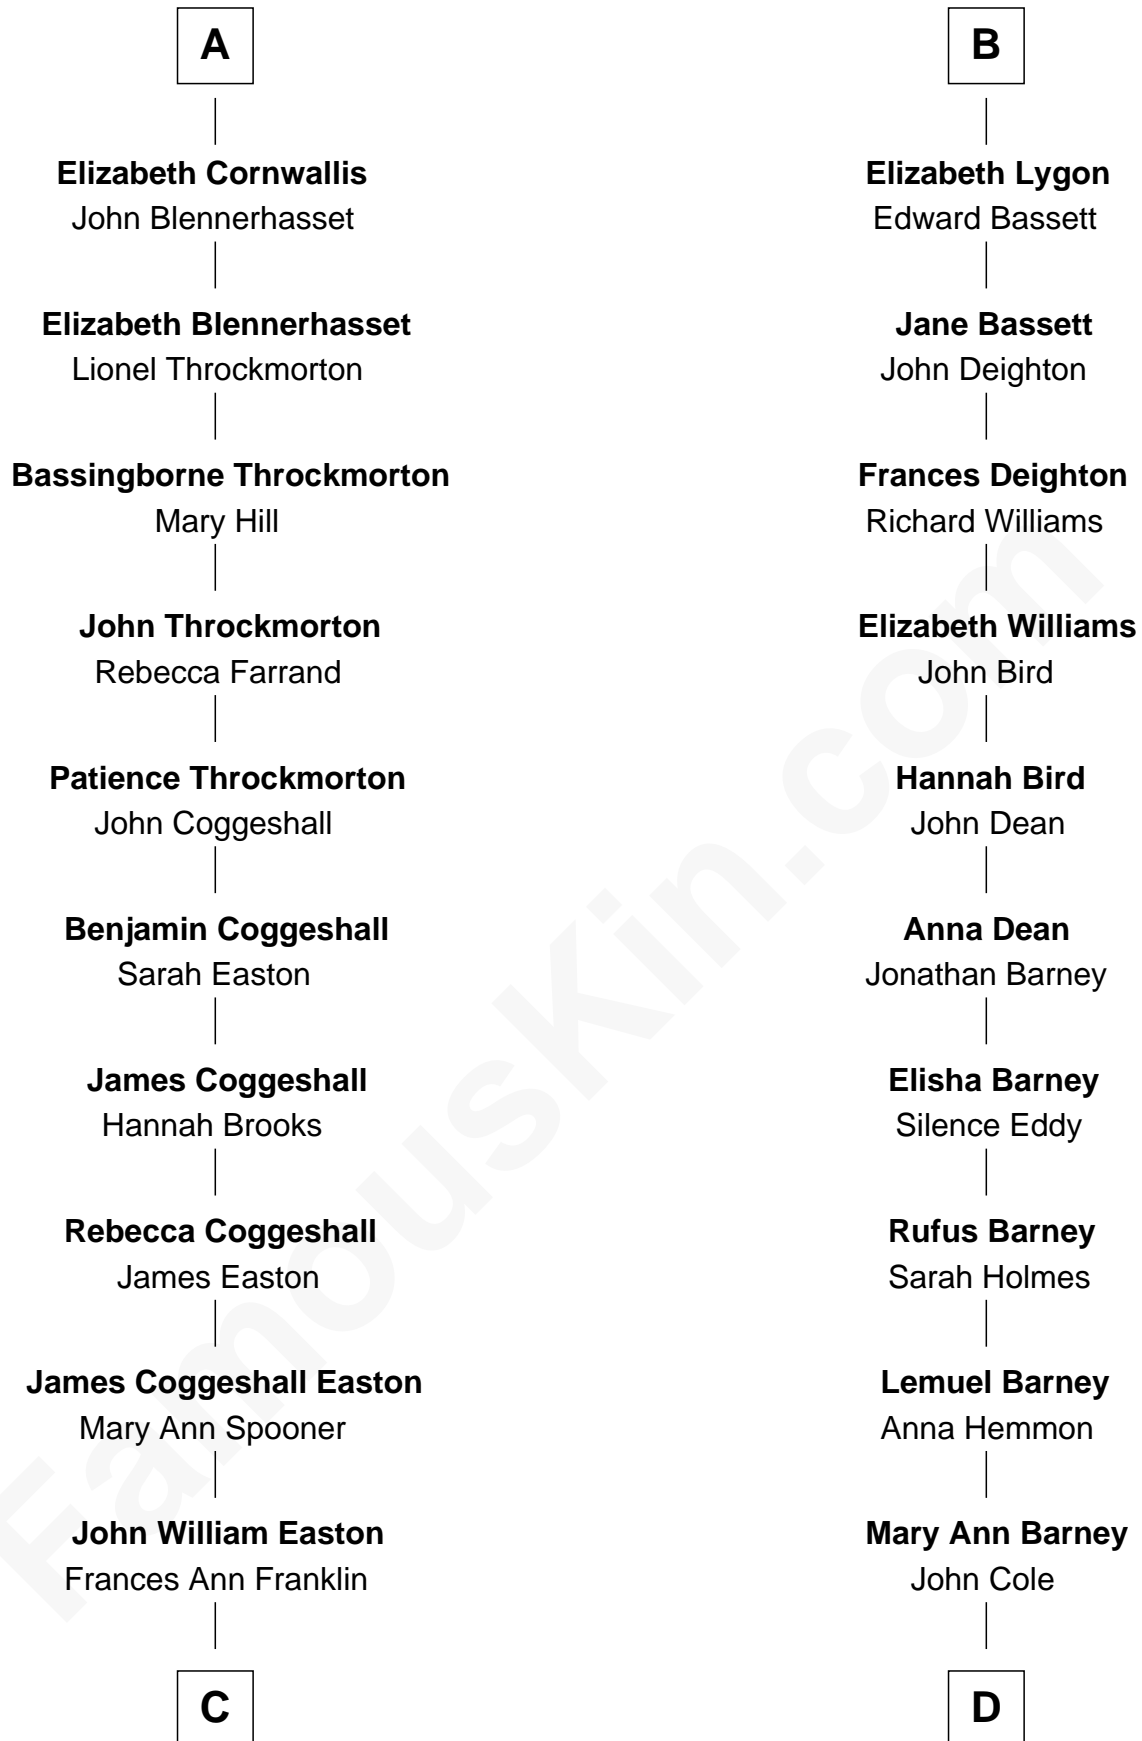 A
Elizabeth Cornwallis
John Blennerhasset
Elizabeth Blennerhasset
Lionel Throckmorton
Bassingborne Throckmorton
Mary Hill
John Throckmorton
Rebecca Farrand
Patience Throckmorton
John Coggeshall
Benjamin Coggeshall
Sarah Easton
James Coggeshall
Hannah Brooks
Rebecca Coggeshall
James Easton
James Coggeshall Easton
Mary Ann Spooner
John William Easton
Frances Ann Franklin
C
B
Elizabeth Lygon
Edward Bassett
Jane Bassett
John Deighton
Frances Deighton
Richard Williams
Elizabeth Williams
John Bird
Hannah Bird
John Dean
Anna Dean
Jonathan Barney
Elisha Barney
Silence Eddy
Rufus Barney
Sarah Holmes
Lemuel Barney
Anna Hemmon
Mary Ann Barney
John Cole
D
FamousKin.com